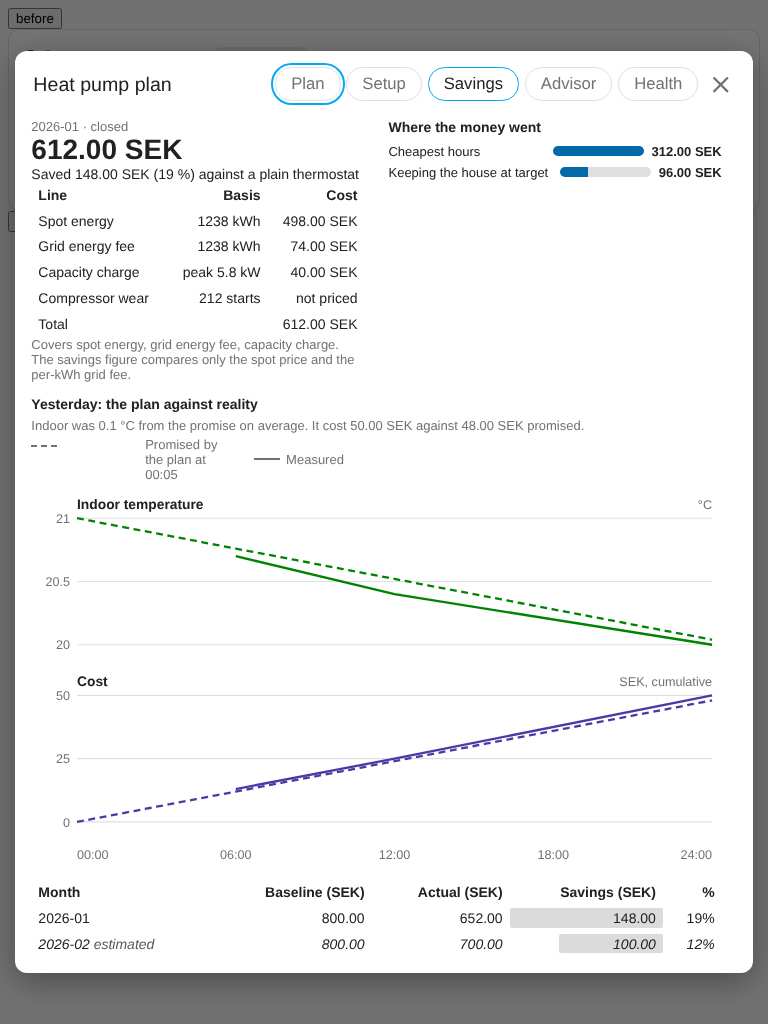 before
Heat pump plan
Plan
Setup
Savings
Advisor
Health
2026-01 · closed
612.00 SEK
Saved 148.00 SEK (19 %) against a plain thermostat
Line Basis Cost
Spot energy 1238 kWh 498.00 SEK
Grid energy fee 1238 kWh 74.00 SEK
Capacity charge peak 5.8 kW 40.00 SEK
Compressor wear 212 starts not priced
Total 612.00 SEK
Covers spot energy, grid energy fee, capacity charge.
The savings figure compares only the spot price and the
per-kWh grid fee.
Where the money went
Cheapest hours 312.00 SEK
Keeping the house at target 96.00 SEK
Yesterday: the plan against reality
Indoor was 0.1 °C from the promise on average. It cost 50.00 SEK against 48.00 SEK promised.
Promised by
the plan at
00:05
Measured
Indoor temperature °C
21
20.5
20
Cost SEK, cumulative
50
25
0
00:00 06:00 12:00 18:00 24:00
Month Baseline (SEK) Actual (SEK) Savings (SEK) %
2026-01 800.00 652.00 148.00 19%
2026-02 estimated 800.00 700.00 100.00 12%